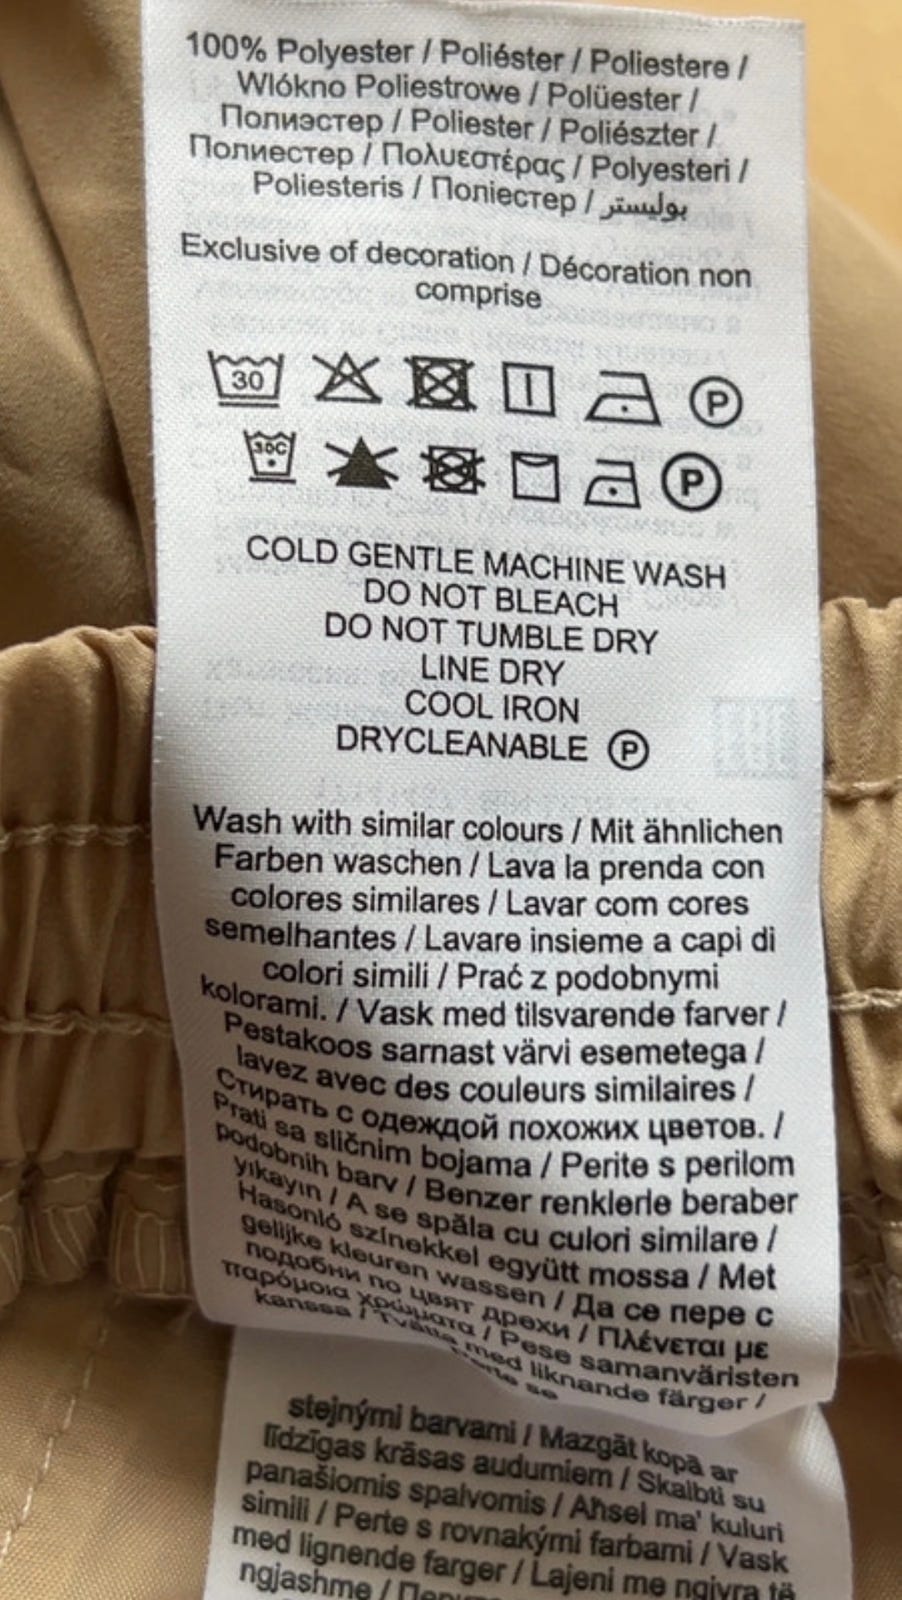 100% Polyester / Poliéster / Poliestere /
Wlókno Poliestrowe / Polüester /
Полиэстер / Poliester / Poliészter /
Полиестер / Πολυεστέρας / Polyesteri /
Poliesteris / Поліестер / بوليستر
Exclusive of decoration / Décoration non
comprise
30
P
30C
P
COLD GENTLE MACHINE WASH
DO NOT BLEACH
DO NOT TUMBLE DRY
LINE DRY
COOL IRON
DRYCLEANABLE P
Wash with similar colours / Mit ähnlichen
Farben waschen / Lava la prenda con
colores similares / Lavar com cores
semelhantes / Lavare insieme a capi di
colori simili / Prać z podobnymi
kolorami. / Vask med tilsvarende farver /
Pestakoos sarnast värvi esemetega /
lavez avec des couleurs similaires /
Стирать с одеждой похожих цветов. /
Prati sa sličnim bojama / Perite s perilom
podobnih barv / Benzer renklerle beraber
yıkayın / A se spăla cu culori similare /
Hasonló színekkel együtt mossa / Met
gelijke kleuren wassen / Да се пере с
подобни по цвят дрехи / Πλένεται με
παρόμοια χρώματα / Pese samanväristen
kanssa / Tvätta med liknande färger /
stejnými barvami / Mazgāt kopā ar
līdzīgas krāsas audumiem / Skalbti su
panašiomis spalvomis / Aħsel ma' kuluri
simili / Perte s rovnakými farbami / Vask
med lignende farger / Lajeni me ngjyra të
ngjashme /